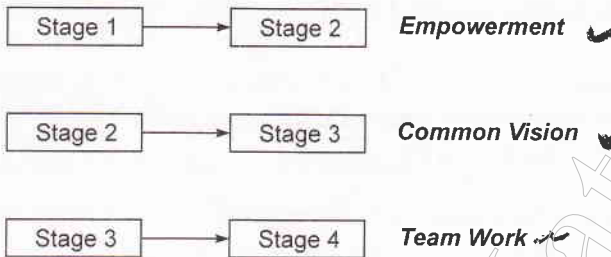 Stage 1 Stage 2 Empowerment
Stage 2 Stage 3 Common Vision
Stage 3 Stage 4 Team Work